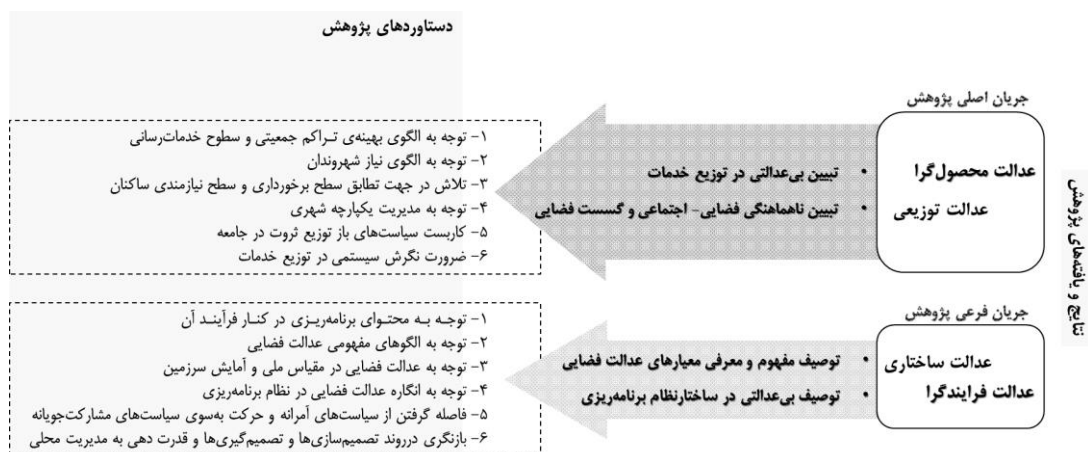 دستاوردهای پژوهش
نتایج و یافته‌های پژوهش
جریان اصلی پژوهش
عدالت محصول‌گرا
عدالت توزیعی
• تبیین بی‌عدالتی در توزیع خدمات
• تبیین ناهماهنگی فضایی- اجتماعی و گسست فضایی
۱- توجه به الگوی بهینه‌ی تراکم جمعیتی و سطوح خدمات‌رسانی
۲- توجه به الگوی نیاز شهروندان
۳- تلاش در جهت تطابق سطح برخورداری و سطح نیازمندی ساکنان
۴- توجه به مدیریت یکپارچه شهری
۵- کاربست سیاست‌های باز توزیع ثروت در جامعه
۶- ضرورت نگرش سیستمی در توزیع خدمات
جریان فرعی پژوهش
عدالت ساختاری
عدالت فرایندگرا
• توصیف مفهوم و معرفی معیارهای عدالت فضایی
• توصیف بی‌عدالتی در ساختارنظام برنامه‌ریزی
۱- توجه به محتوای برنامه‌ریزی در کنار فرآیند آن
۲- توجه به الگوهای مفهومی عدالت فضایی
۳- توجه به عدالت فضایی در مقیاس ملی و آمایش سرزمین
۴- توجه به انگاره عدالت فضایی در نظام برنامه‌ریزی
۵- فاصله گرفتن از سیاست‌های آمرانه و حرکت به‌سوی سیاست‌های مشارکت‌جویانه
۶- بازنگری درروند تصمیم‌سازی‌ها و تصمیم‌گیری‌ها و قدرت دهی به مدیریت محلی